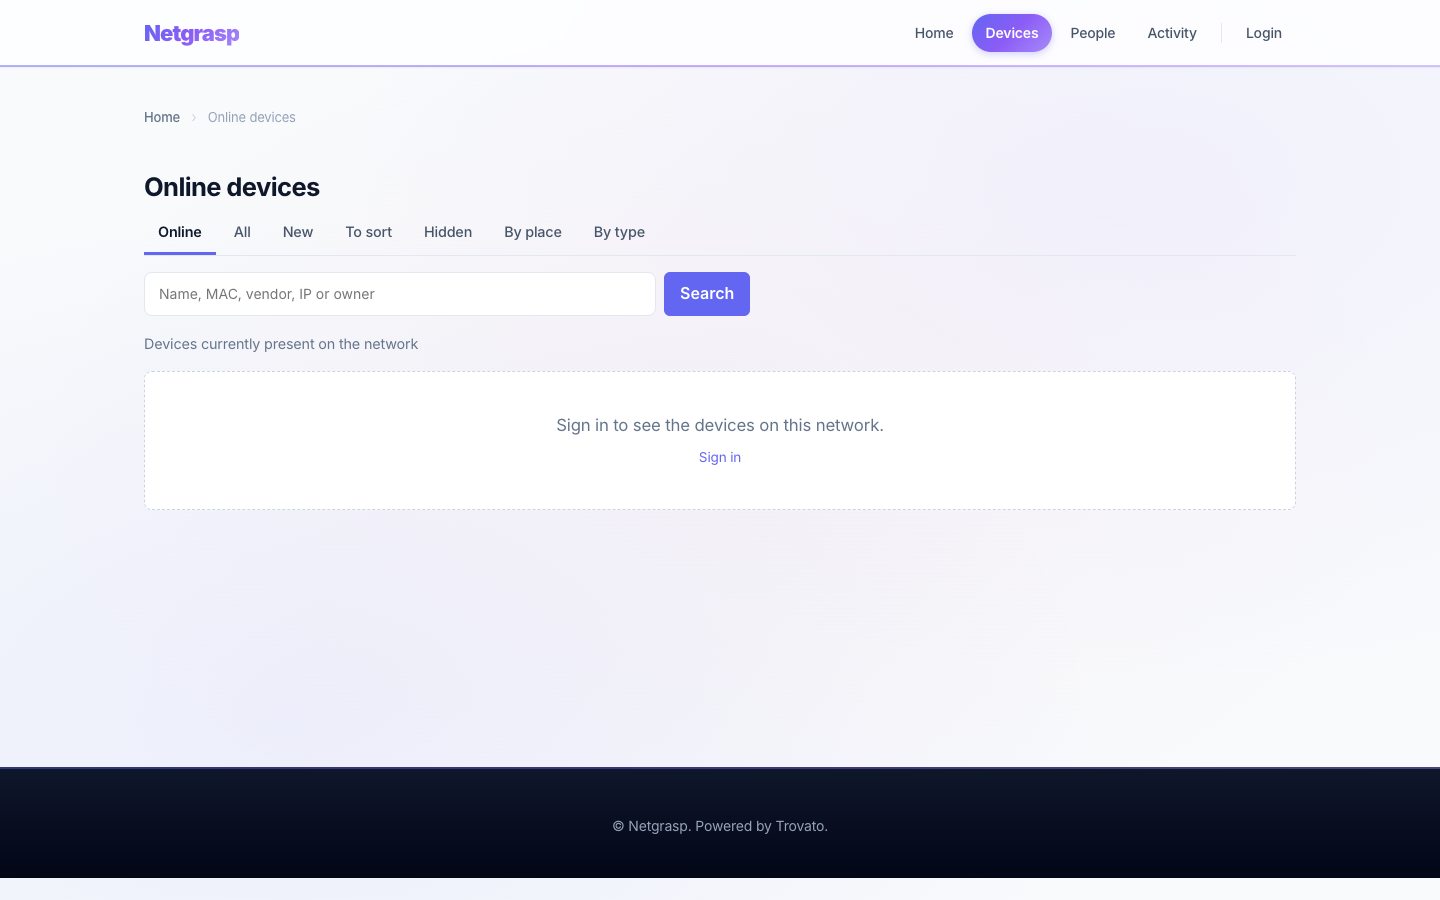 Netgrasp
Home Devices People Activity Login
Home › Online devices
Online devices
Online All New To sort Hidden By place By type
Name, MAC, vendor, IP or owner Search
Devices currently present on the network
Sign in to see the devices on this network.
Sign in
© Netgrasp. Powered by Trovato.